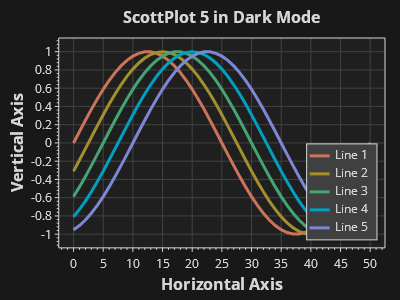 ScottPlot 5 in Dark Mode
Vertical Axis
1
0.8
0.6
0.4
0.2
0
-0.2
-0.4
-0.6
-0.8
-1
Line 1
Line 2
Line 3
Line 4
Line 5
0 5 10 15 20 25 30 35 40 45 50
Horizontal Axis